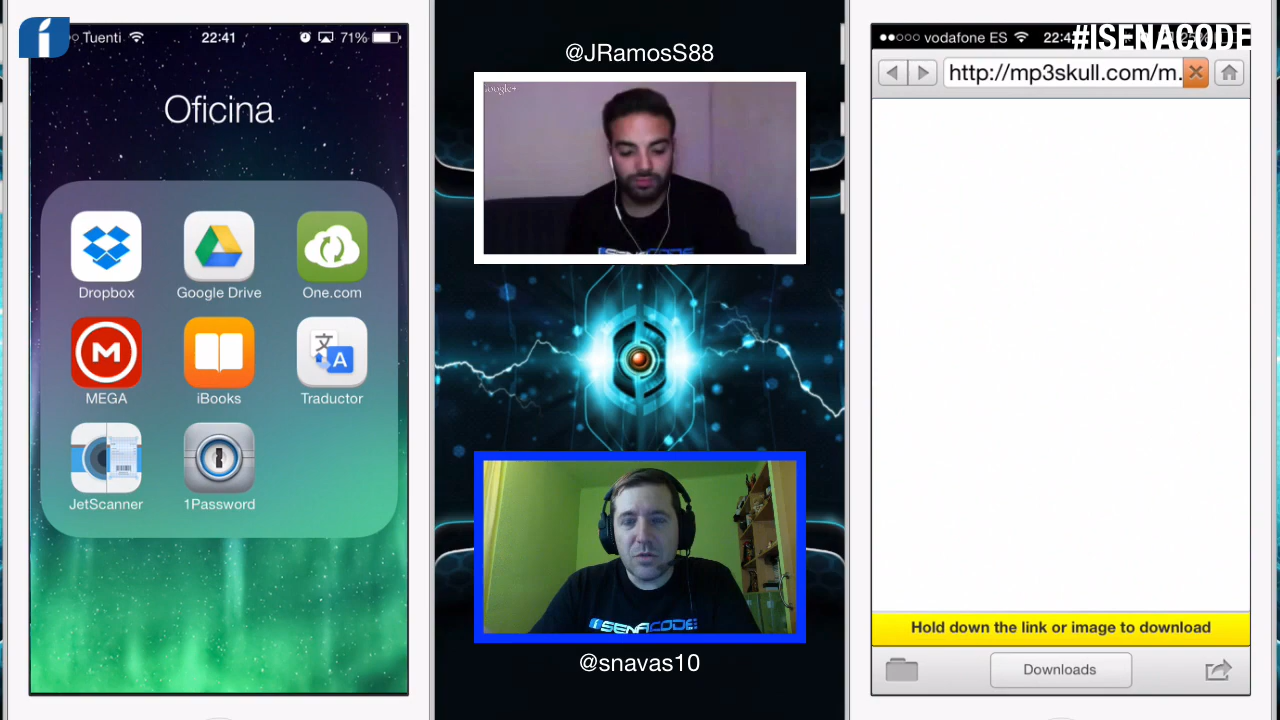 Tuenti
22:41
71%
Oficina
Dropbox
Google Drive
One.com
MEGA
iBooks
Traductor
JetScanner
1Password
@JRamosS88
ISENACODE
@snavas10
#ISENACODE
vodafone ES
http://mp3skull.com/m.
Hold down the link or image to download
Downloads